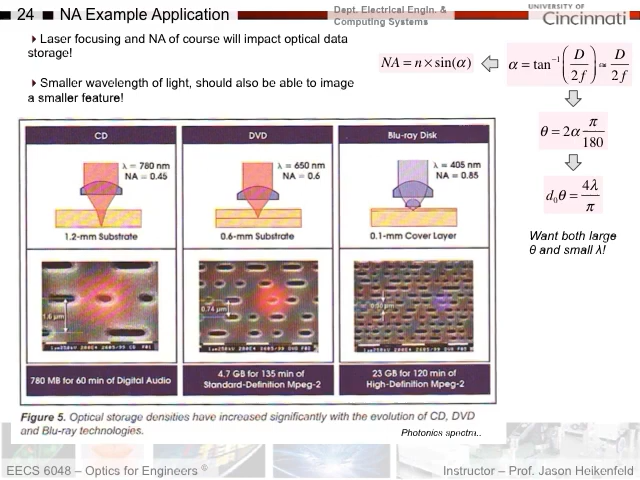 24 NA Example Application
Dept. Electrical Engin. &
Computing Systems
UNIVERSITY OF
Cincinnati
Laser focusing and NA of course will impact optical data
storage!
Smaller wavelength of light, should also be able to image
a smaller feature!
NA = n × sin(α)
α = tan⁻¹(D/2f) ≃ D/2f
θ = 2α π/180
d₀θ = 4λ/π
Want both large
θ and small λ!
CD
DVD
Blu-ray Disk
λ = 780 nm
NA = 0.45
λ = 650 nm
NA = 0.6
λ = 405 nm
NA = 0.85
1.2-mm Substrate
0.6-mm Substrate
0.1-mm Cover Layer
1.6 μm
0.74 μm
780 MB for 60 min of Digital Audio
4.7 GB for 135 min of
Standard-Definition Mpeg-2
23 GB for 120 min of
High-Definition Mpeg-2
Figure 5. Optical storage densities have increased significantly with the evolution of CD, DVD
and Blu-ray technologies.
Photonics spectra..
EECS 6048 – Optics for Engineers ©
Instructor – Prof. Jason Heikenfeld